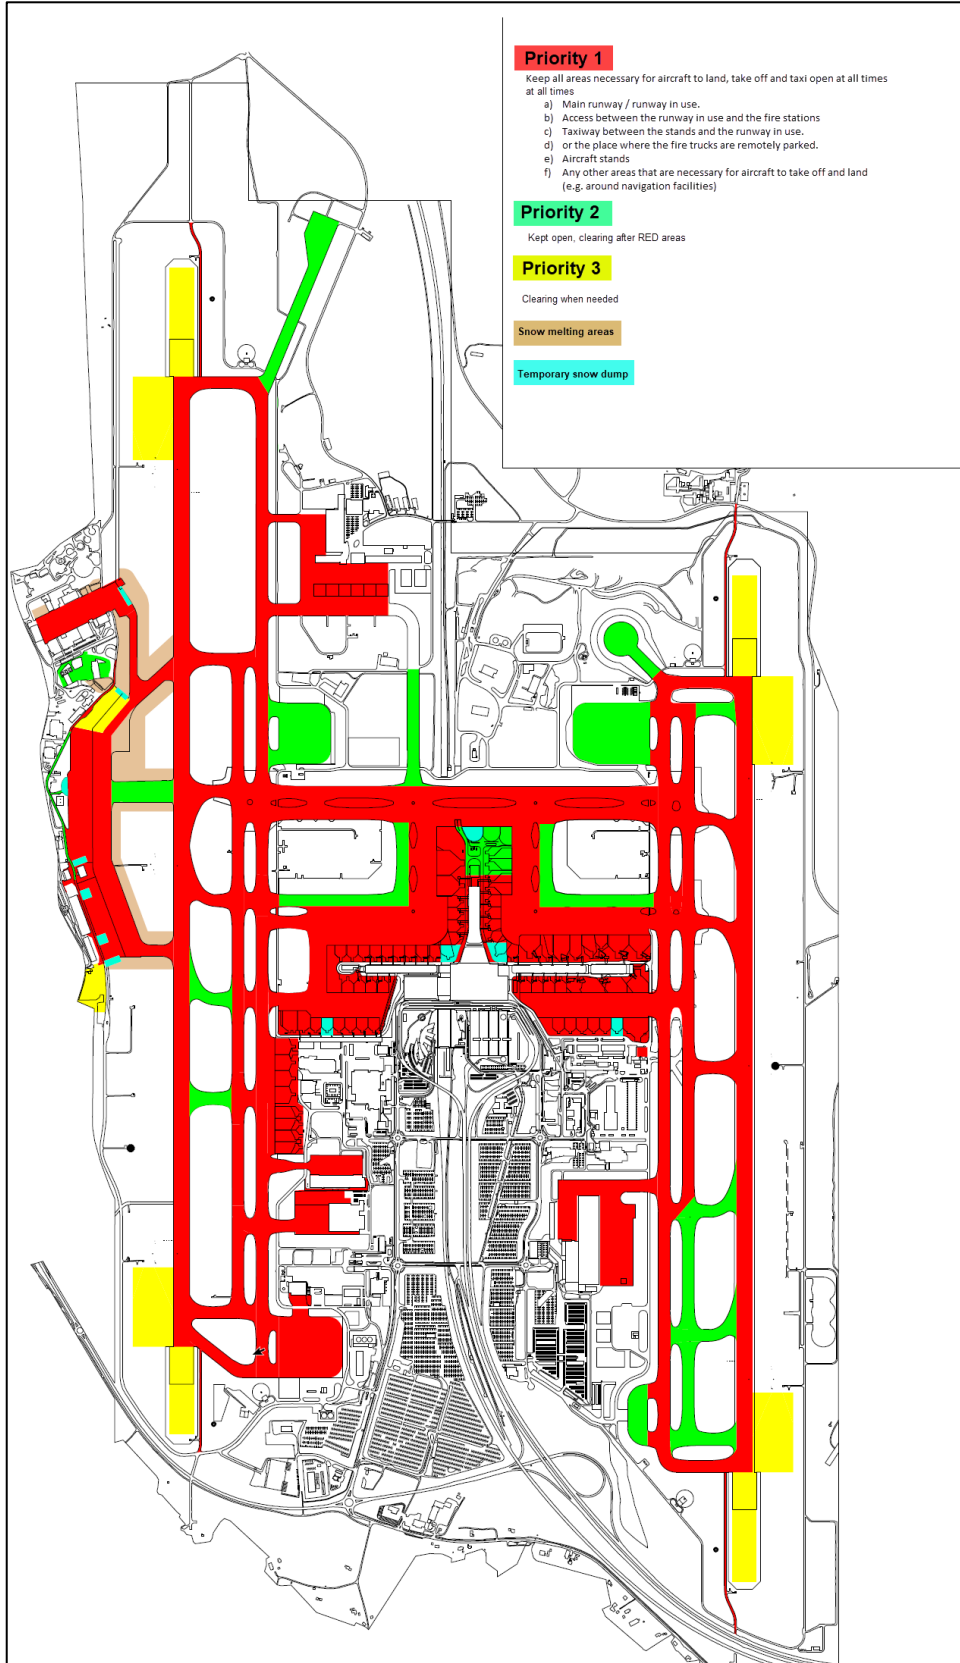 Priority 1
Keep all areas necessary for aircraft to land, take off and taxi open at all times
at all times
a) Main runway / runway in use.
b) Access between the runway in use and the fire stations
c) Taxiway between the stands and the runway in use.
d) or the place where the fire trucks are remotely parked.
e) Aircraft stands
f) Any other areas that are necessary for aircraft to take off and land
(e.g. around navigation facilities)
Priority 2
Kept open, clearing after RED areas
Priority 3
Clearing when needed
Snow melting areas
Temporary snow dump